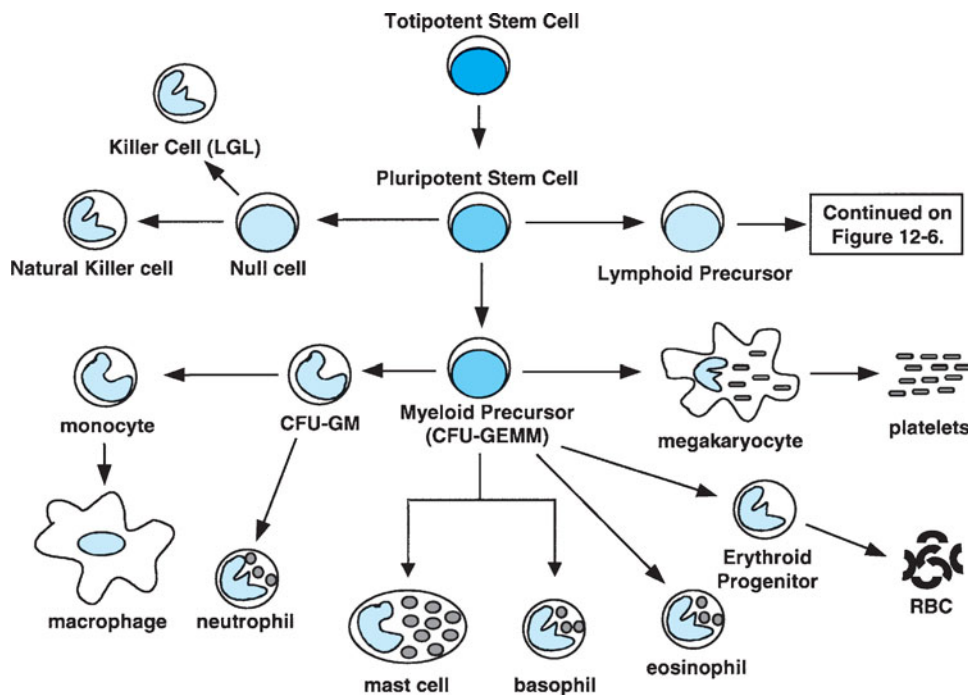 Totipotent Stem Cell
Killer Cell (LGL)
Pluripotent Stem Cell
Continued on
Figure 12-6.
Natural Killer cell
Null cell
Lymphoid Precursor
monocyte
CFU-GM
Myeloid Precursor
(CFU-GEMM)
megakaryocyte
platelets
Erythroid
Progenitor
RBC
macrophage
neutrophil
mast cell
basophil
eosinophil